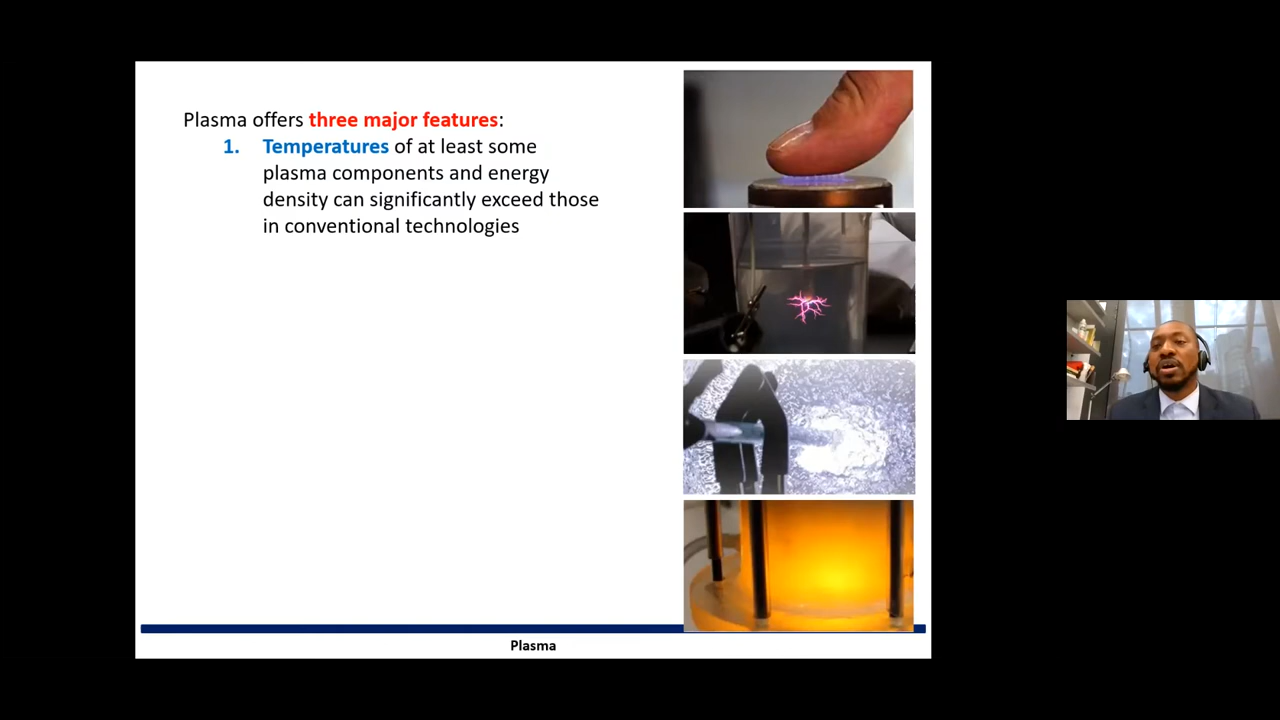 Plasma offers three major features:
1. Temperatures of at least some
plasma components and energy
density can significantly exceed those
in conventional technologies
Plasma